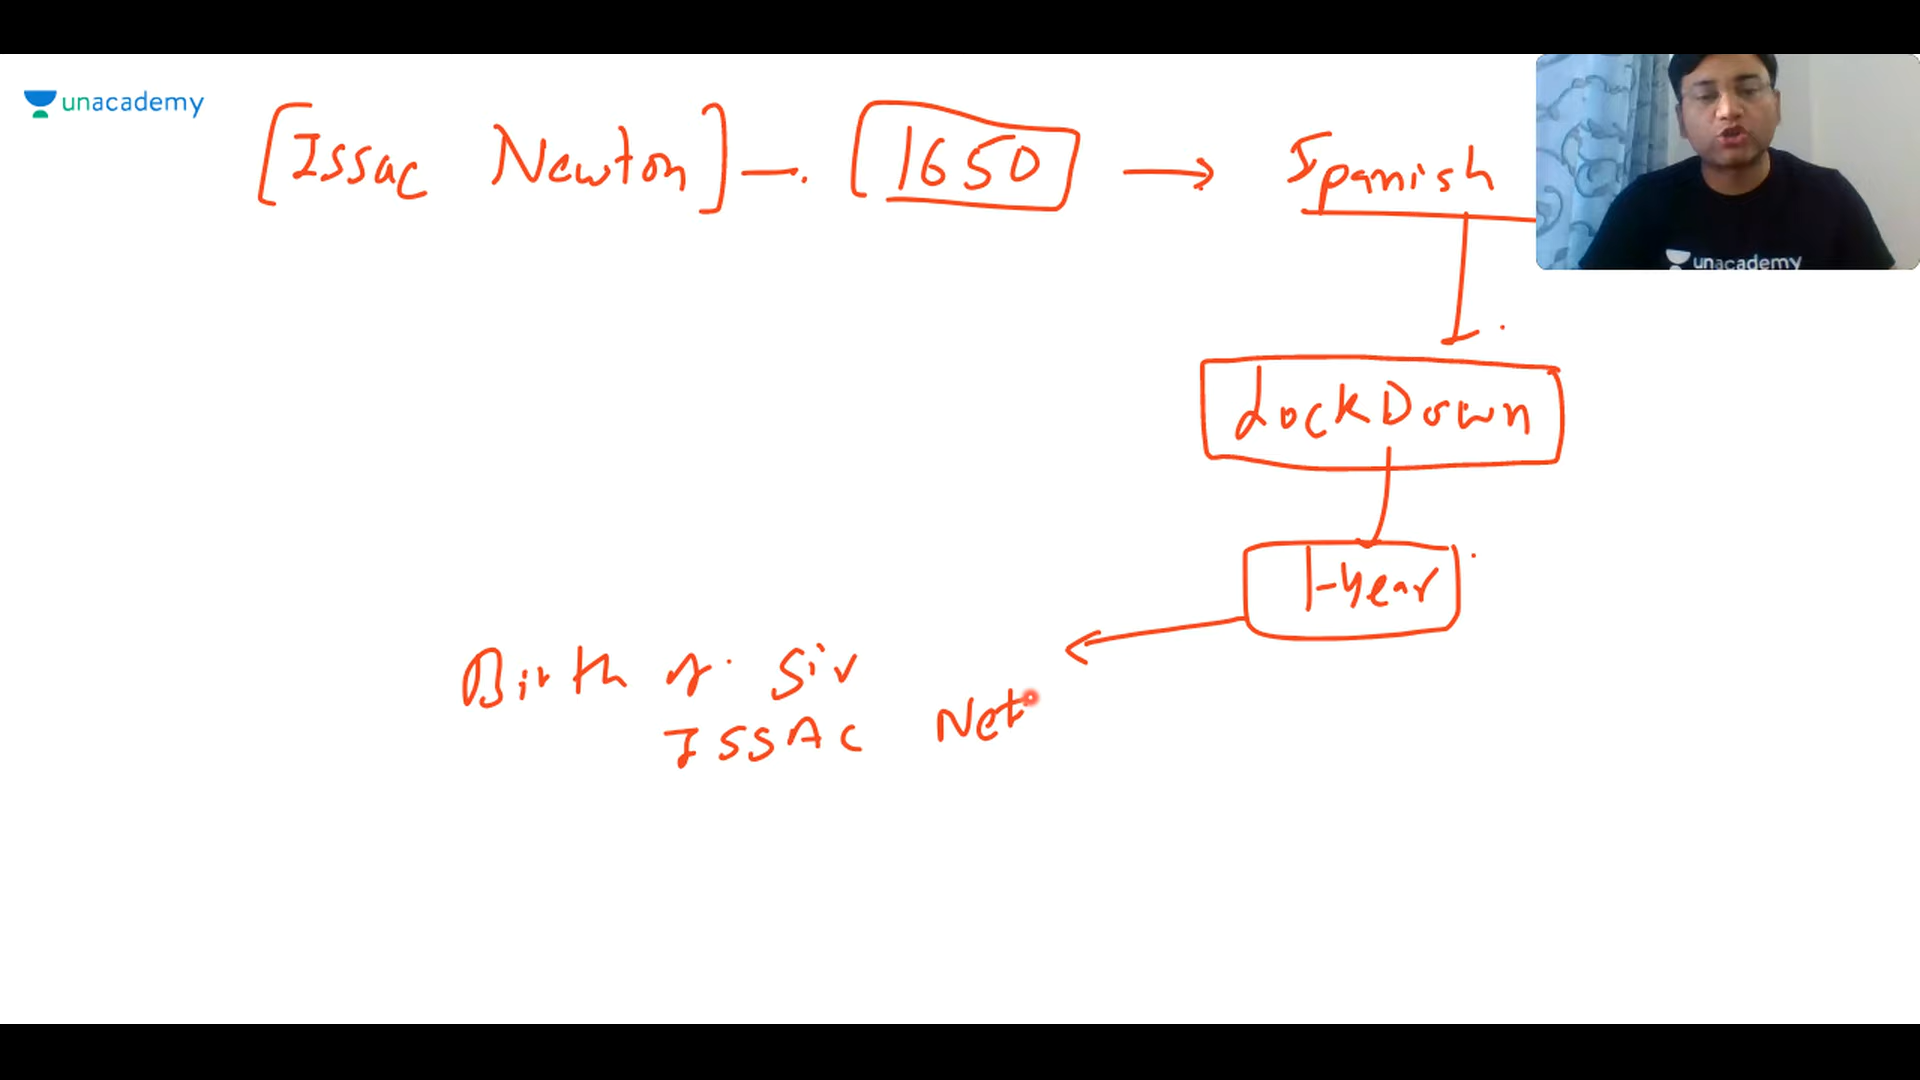 unacademy
[Issac Newton] — . 1650 → Spanish
LockDown
1-year
Birth of Sir
ISSAC Net
unacademy